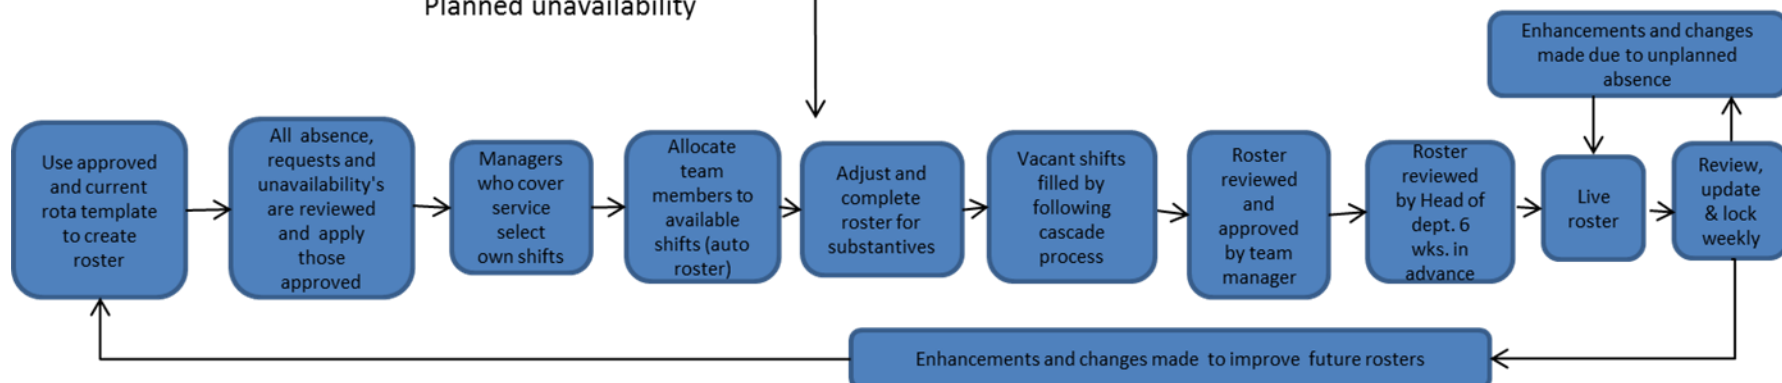 Planned unavailability
Enhancements and changes
made due to unplanned
absence
Use approved
and current
rota template
to create
roster
All absence,
requests and
unavailability's
are reviewed
and apply
those
approved
Managers
who cover
service
select
own shifts
Allocate
team
members to
available
shifts (auto
roster)
Adjust and
complete
roster for
substantives
Vacant shifts
filled by
following
cascade
process
Roster
reviewed
and
approved
by team
manager
Roster
reviewed
by Head of
dept. 6
wks. in
advance
Live
roster
Review,
update
& lock
weekly
Enhancements and changes made to improve future rosters